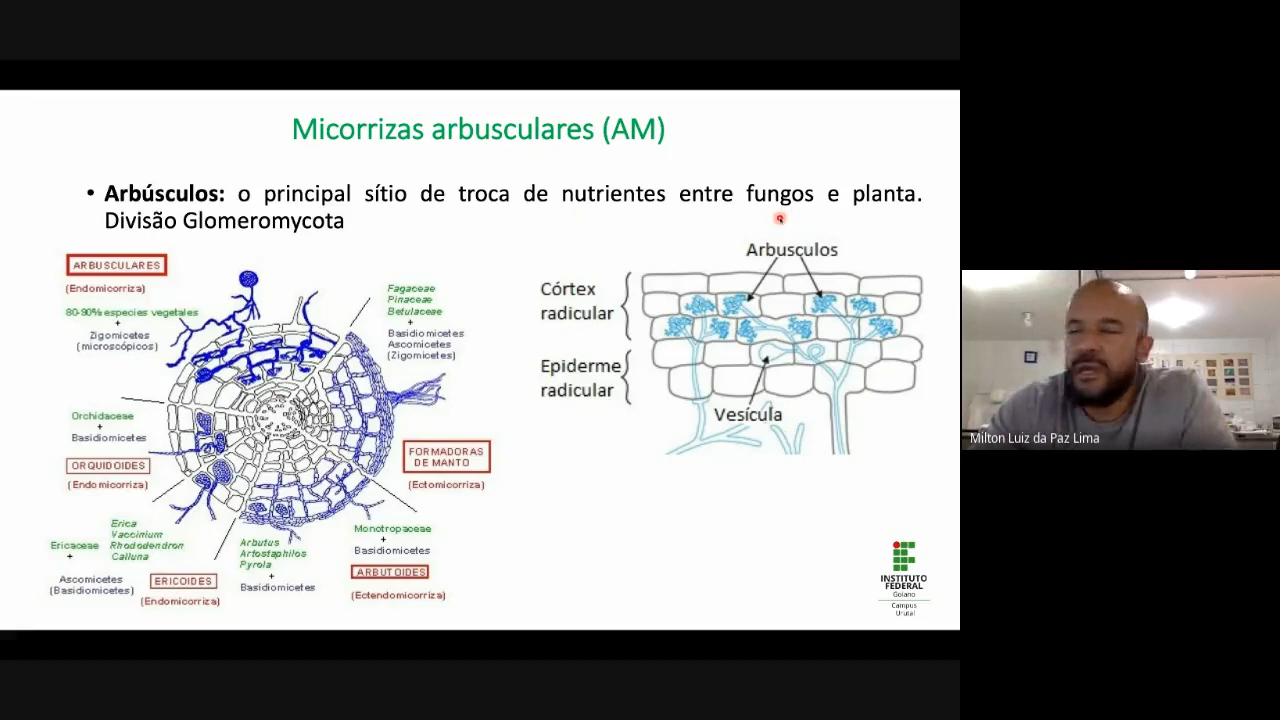 Micorrizas arbusculares (AM)
• Arbúsculos: o principal sítio de troca de nutrientes entre fungos e planta.
Divisão Glomeromycota
ARBUSCULARES
(Endomicorriza)
80-90% especies vegetales
+
Zigomicetes
(microscópicos)
Fagaceae
Pinaceae
Betulaceae
+
Basidiomicetes
Ascomicetes
(Zigomicetes)
Orchidaceae
+
Basidiomicetes
ORQUIDOIDES
(Endomicorriza)
FORMADORAS
DE MANTO
(Ectomicorriza)
Erica
Vaccinium
Rhododendron
Calluna
Ericaceae
+
Ascomicetes
(Basidiomicetes)
ERICOIDES
(Endomicorriza)
Arbutus
Artostaphilos
Pyrola
+
Basidiomicetes
Monotropaceae
+
Basidiomicetes
ARBUTOIDES
(Ectendomicorriza)
Arbusculos
Córtex
radicular
Epiderme
radicular
Vesícula
INSTITUTO
FEDERAL
Goiano
Campus
Urutaí
Milton Luiz da Paz Lima